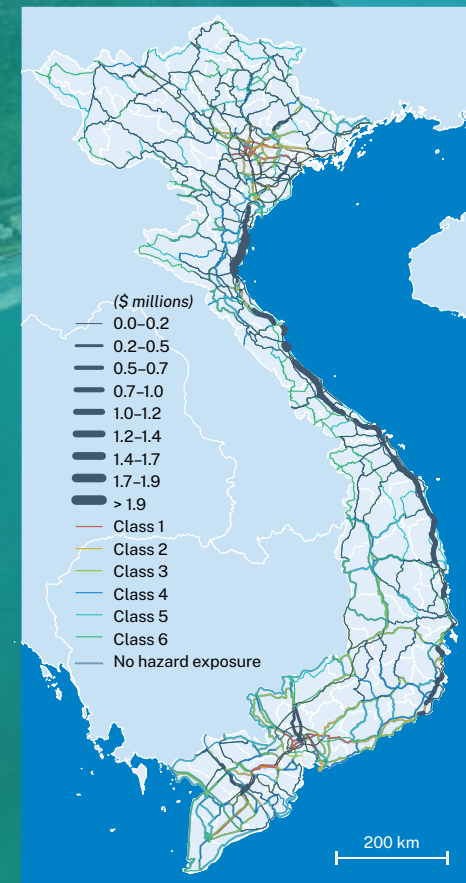 ($ millions)
0.0–0.2
0.2–0.5
0.5–0.7
0.7–1.0
1.0–1.2
1.2–1.4
1.4–1.7
1.7–1.9
> 1.9
Class 1
Class 2
Class 3
Class 4
Class 5
Class 6
No hazard exposure
200 km